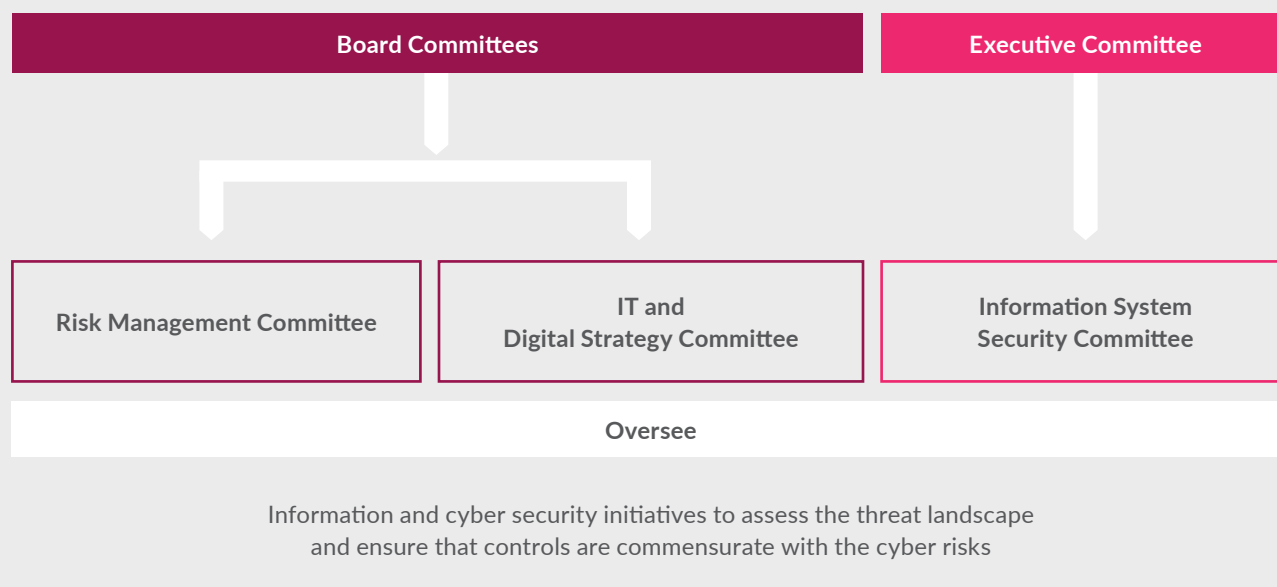 Board Committees
Executive Committee
Risk Management Committee
IT and
Digital Strategy Committee
Information System
Security Committee
Oversee
Information and cyber security initiatives to assess the threat landscape
and ensure that controls are commensurate with the cyber risks